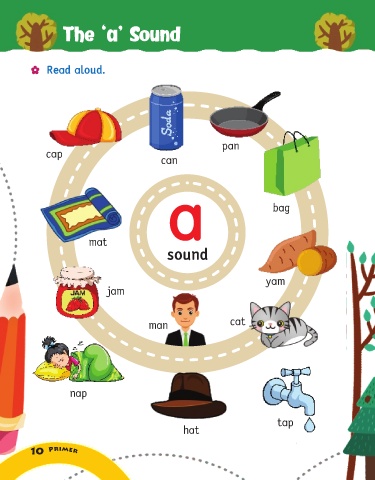 The 'a' Sound
Read aloud.
cap
Soda
can
pan
bag
mat
a
sound
yam
JAM
jam
man
cat
nap
hat
tap
10 PRIMER